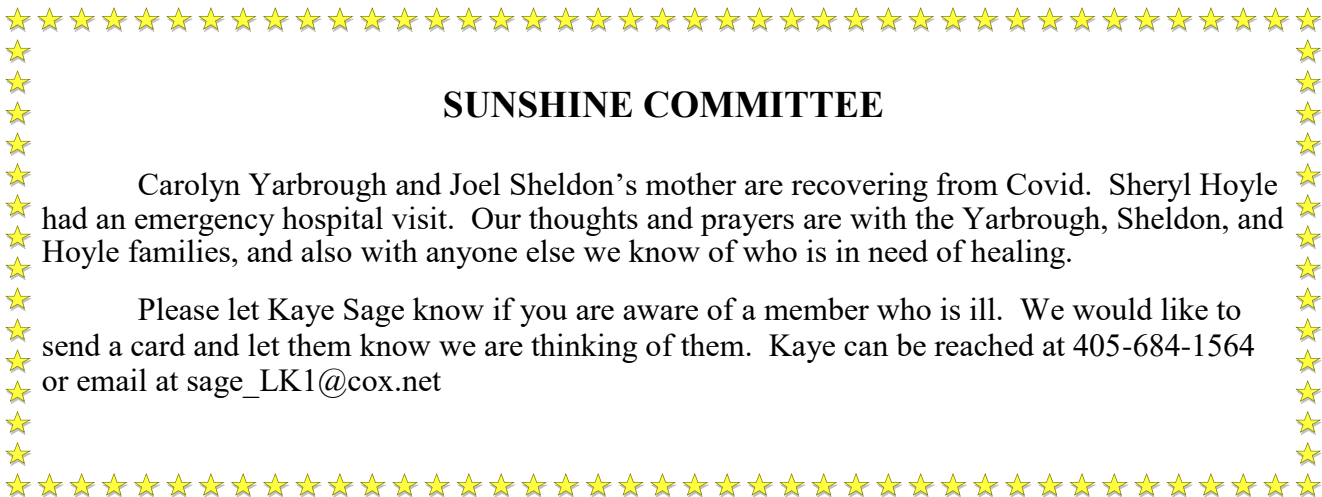 SUNSHINE COMMITTEE
Carolyn Yarbrough and Joel Sheldon’s mother are recovering from Covid.  Sheryl Hoyle
had an emergency hospital visit.  Our thoughts and prayers are with the Yarbrough, Sheldon, and
Hoyle families, and also with anyone else we know of who is in need of healing.
Please let Kaye Sage know if you are aware of a member who is ill.  We would like to
send a card and let them know we are thinking of them.  Kaye can be reached at 405-684-1564
or email at sage_LK1@cox.net